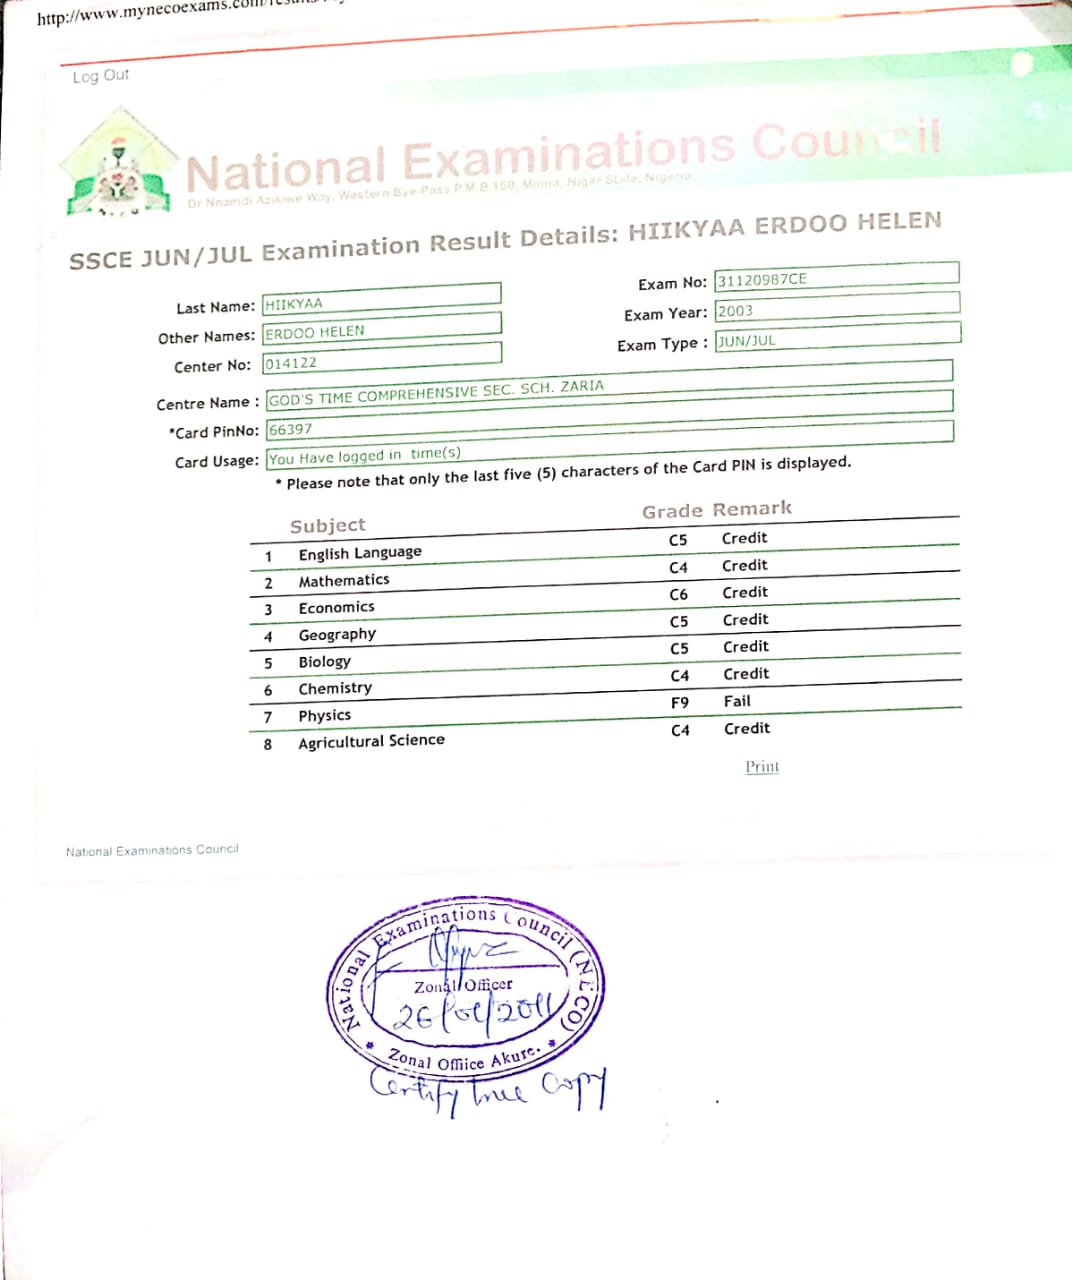 http://www.mynecoexams.com/results/
Log Out
National Examinations Council
Dr Nnamdi Azikiwe Way, Western Bye-Pass P.M.B 159, Minna, Niger State, Nigeria
SSCE JUN/JUL Examination Result Details: HIIKYAA ERDOO HELEN
Last Name: HIIKYAA
Exam No: 31120987CE
Other Names: ERDOO HELEN
Exam Year: 2003
Center No: 014122
Exam Type : JUN/JUL
Centre Name : GOD'S TIME COMPREHENSIVE SEC. SCH. ZARIA
*Card PinNo: 66397
Card Usage: You Have logged in time(s)
* Please note that only the last five (5) characters of the Card PIN is displayed.
Subject Grade Remark
1 English Language C5 Credit
2 Mathematics C4 Credit
3 Economics C6 Credit
4 Geography C5 Credit
5 Biology C5 Credit
6 Chemistry C4 Credit
7 Physics F9 Fail
8 Agricultural Science C4 Credit
Print
National Examinations Council
National Examinations Council (NECO)
Zonal Officer
* Zonal Office Akure. *
Certify true Copy